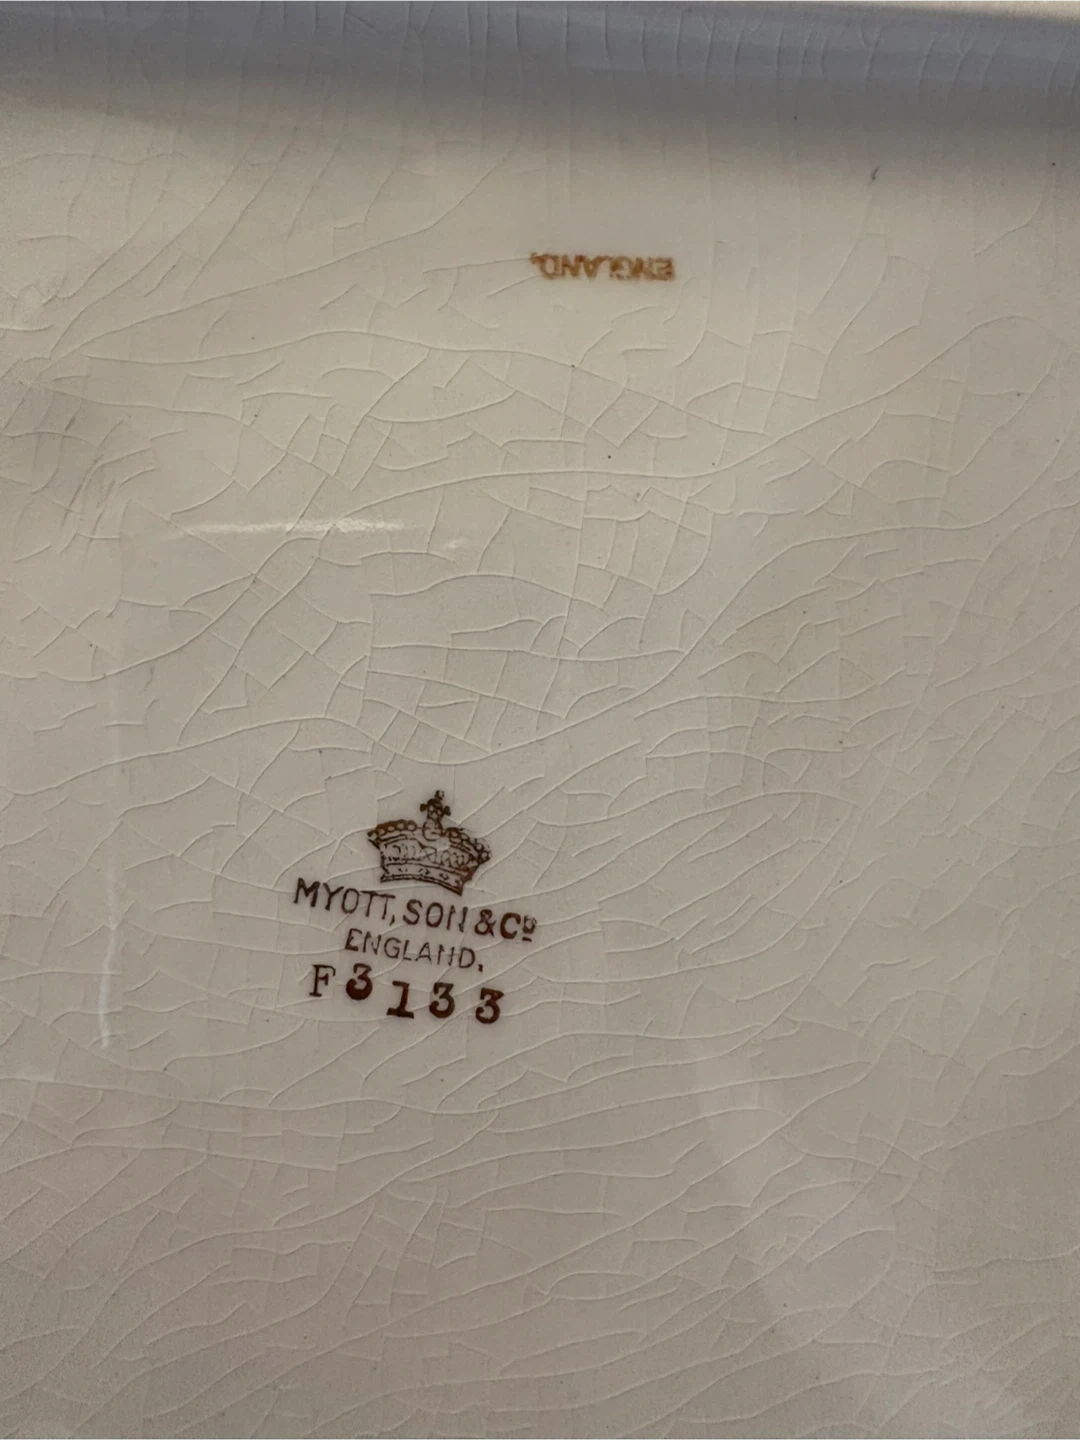 ENGLAND.
MYOTT, SON & Co
ENGLAND.
F3133